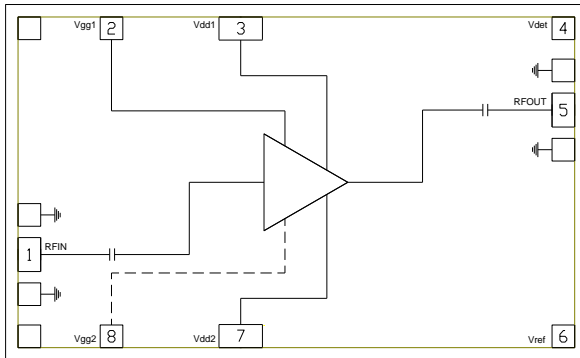 Vgg1 2 Vdd1 3 Vdet 4
RFOUT 5
1 RFIN
Vgg2 8 Vdd2 7 Vref 6